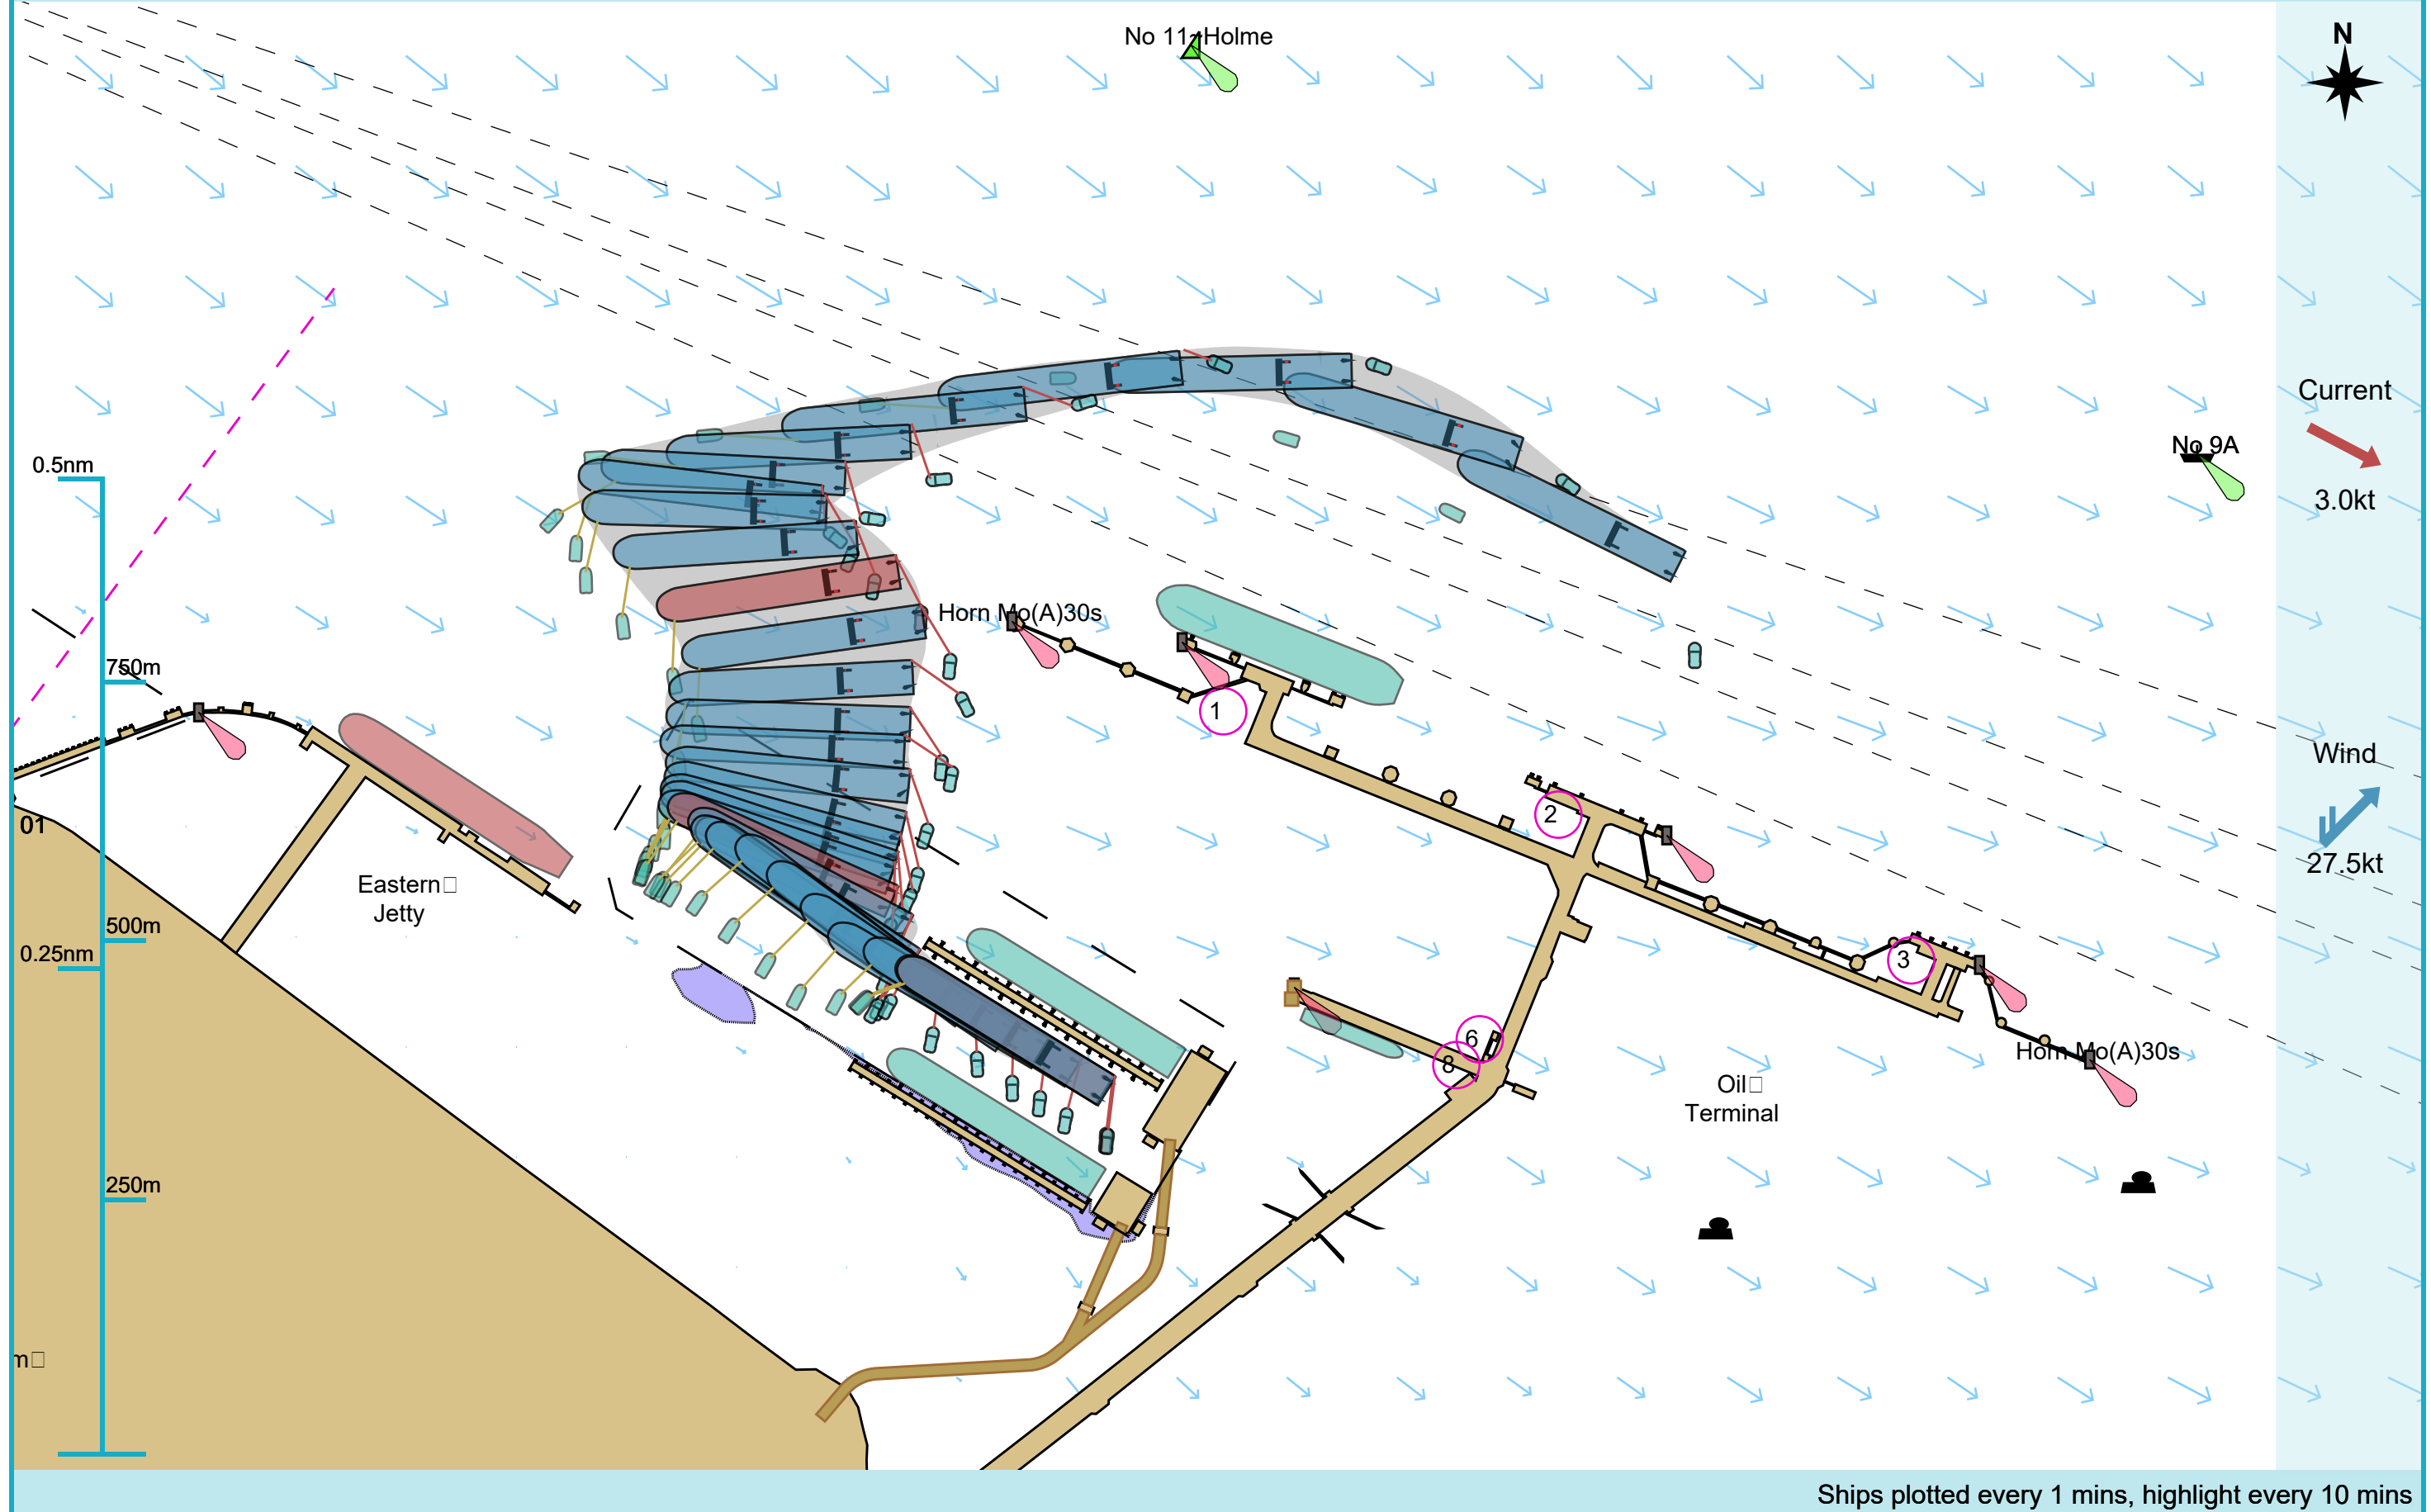 No 11 Holme
N
Current
3.0kt
No 9A
0.5nm
Horn Mo(A)30s
750m
1
Wind
27.5kt
2
01
Eastern
Jetty
500m
0.25nm
3
6
8
Horn Mo(A)30s
Oil
Terminal
250m
m
Ships plotted every 1 mins, highlight every 10 mins